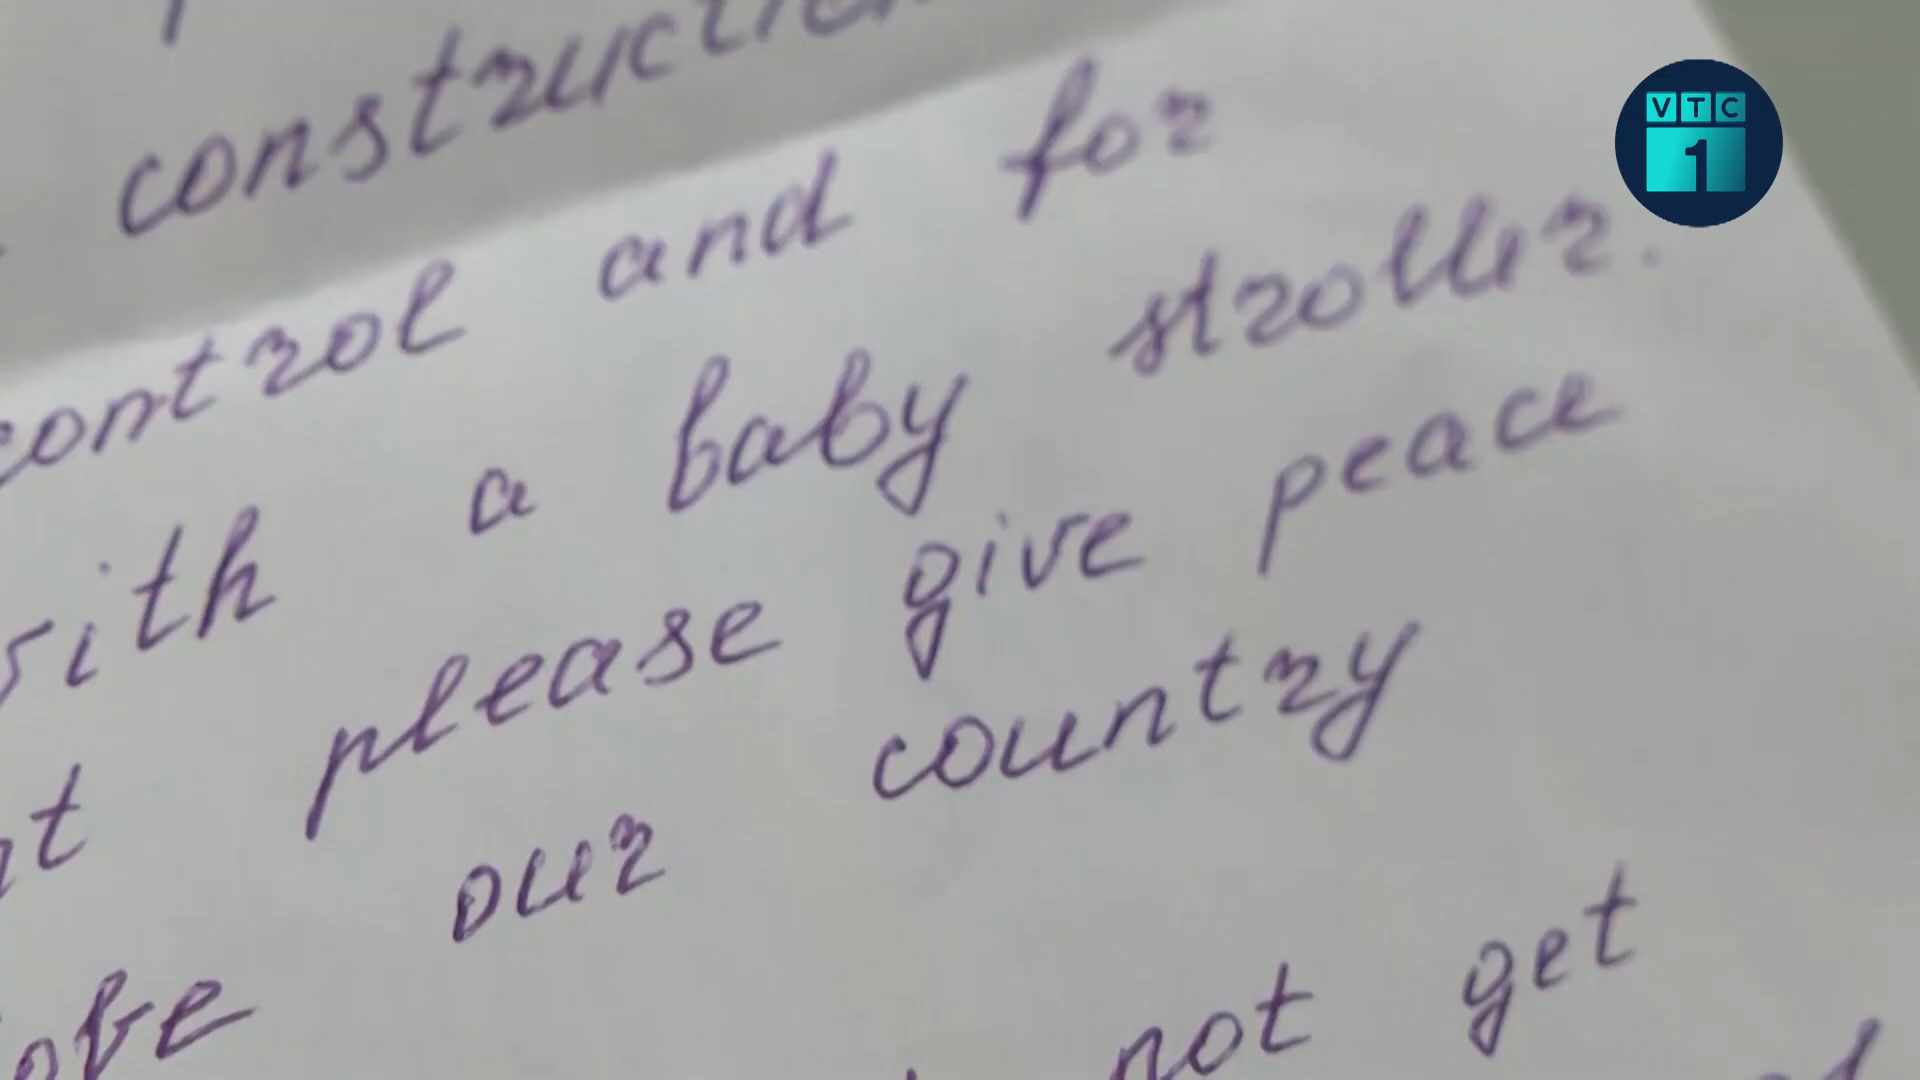 construction
control and for
with a baby stroller.
please give peace
our country
not get
VTC
1